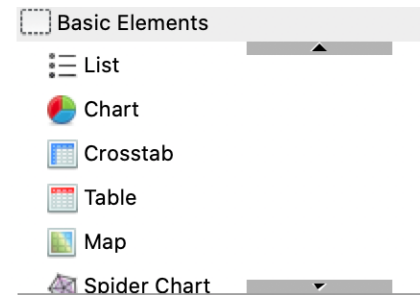 Basic Elements
List
Chart
Crosstab
Table
Map
Spider Chart